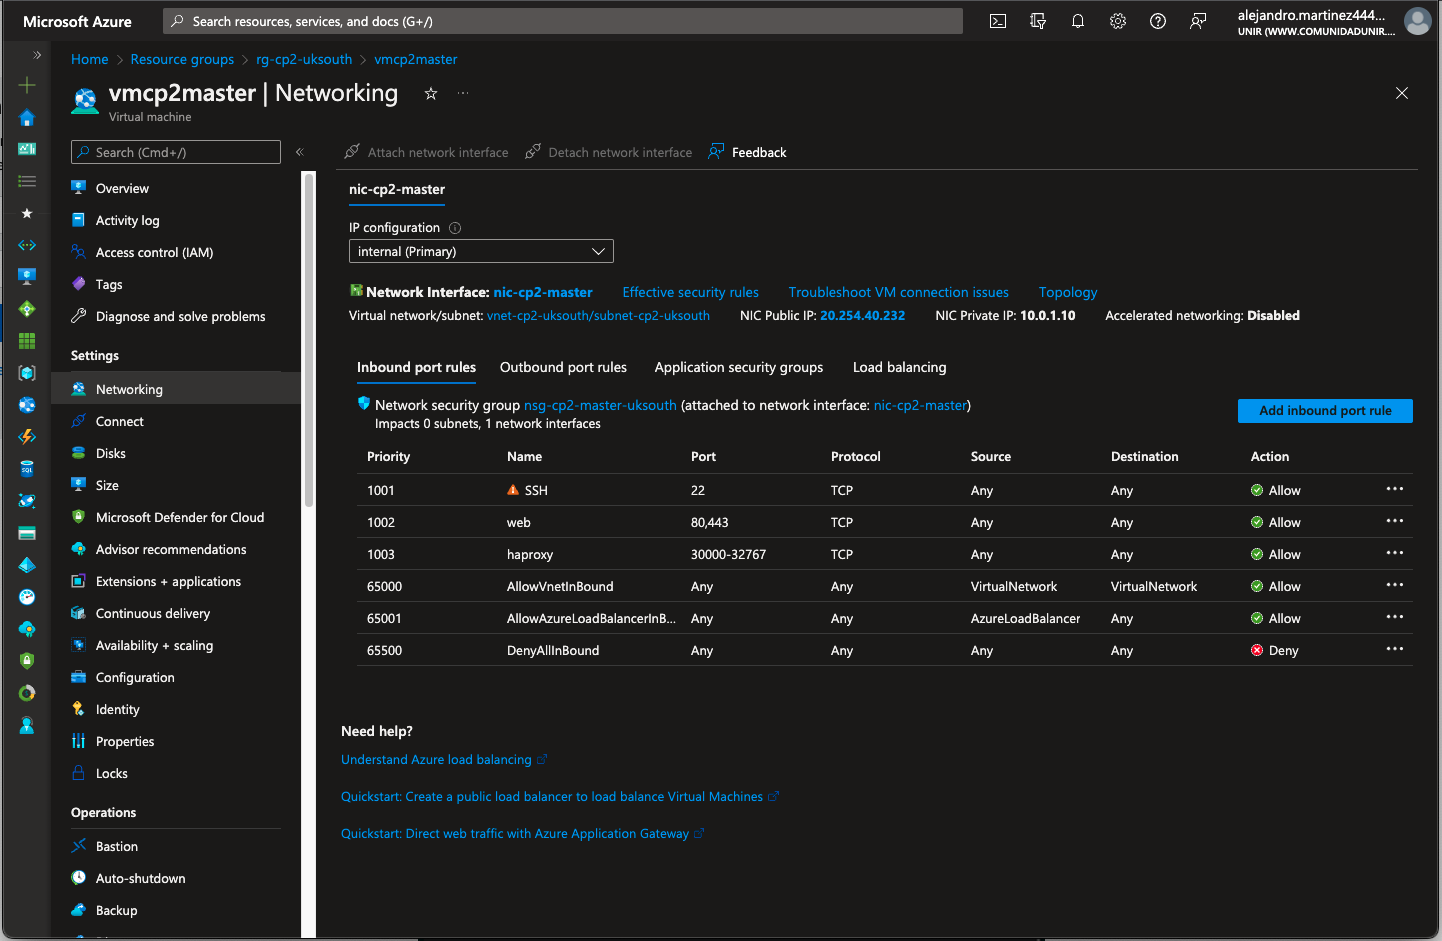 Microsoft Azure
Search resources, services, and docs (G+/)
alejandro.martinez444...
UNIR (WWW.COMUNIDADUNIR....
Home > Resource groups > rg-cp2-uksouth > vmcp2master
vmcp2master | Networking
Virtual machine
Search (Cmd+/)
Overview
Activity log
Access control (IAM)
Tags
Diagnose and solve problems
Settings
Networking
Connect
Disks
Size
Microsoft Defender for Cloud
Advisor recommendations
Extensions + applications
Continuous delivery
Availability + scaling
Configuration
Identity
Properties
Locks
Operations
Bastion
Auto-shutdown
Backup
Attach network interface Detach network interface Feedback
nic-cp2-master
IP configuration
internal (Primary)
Network Interface: nic-cp2-master Effective security rules Troubleshoot VM connection issues Topology
Virtual network/subnet: vnet-cp2-uksouth/subnet-cp2-uksouth NIC Public IP: 20.254.40.232 NIC Private IP: 10.0.1.10 Accelerated networking: Disabled
Inbound port rules Outbound port rules Application security groups Load balancing
Network security group nsg-cp2-master-uksouth (attached to network interface: nic-cp2-master)
Impacts 0 subnets, 1 network interfaces
Add inbound port rule
Priority Name Port Protocol Source Destination Action
1001 SSH 22 TCP Any Any Allow ...
1002 web 80,443 TCP Any Any Allow ...
1003 haproxy 30000-32767 TCP Any Any Allow ...
65000 AllowVnetInBound Any Any VirtualNetwork VirtualNetwork Allow ...
65001 AllowAzureLoadBalancerInB... Any Any AzureLoadBalancer Any Allow ...
65500 DenyAllInBound Any Any Any Any Deny ...
Need help?
Understand Azure load balancing
Quickstart: Create a public load balancer to load balance Virtual Machines
Quickstart: Direct web traffic with Azure Application Gateway